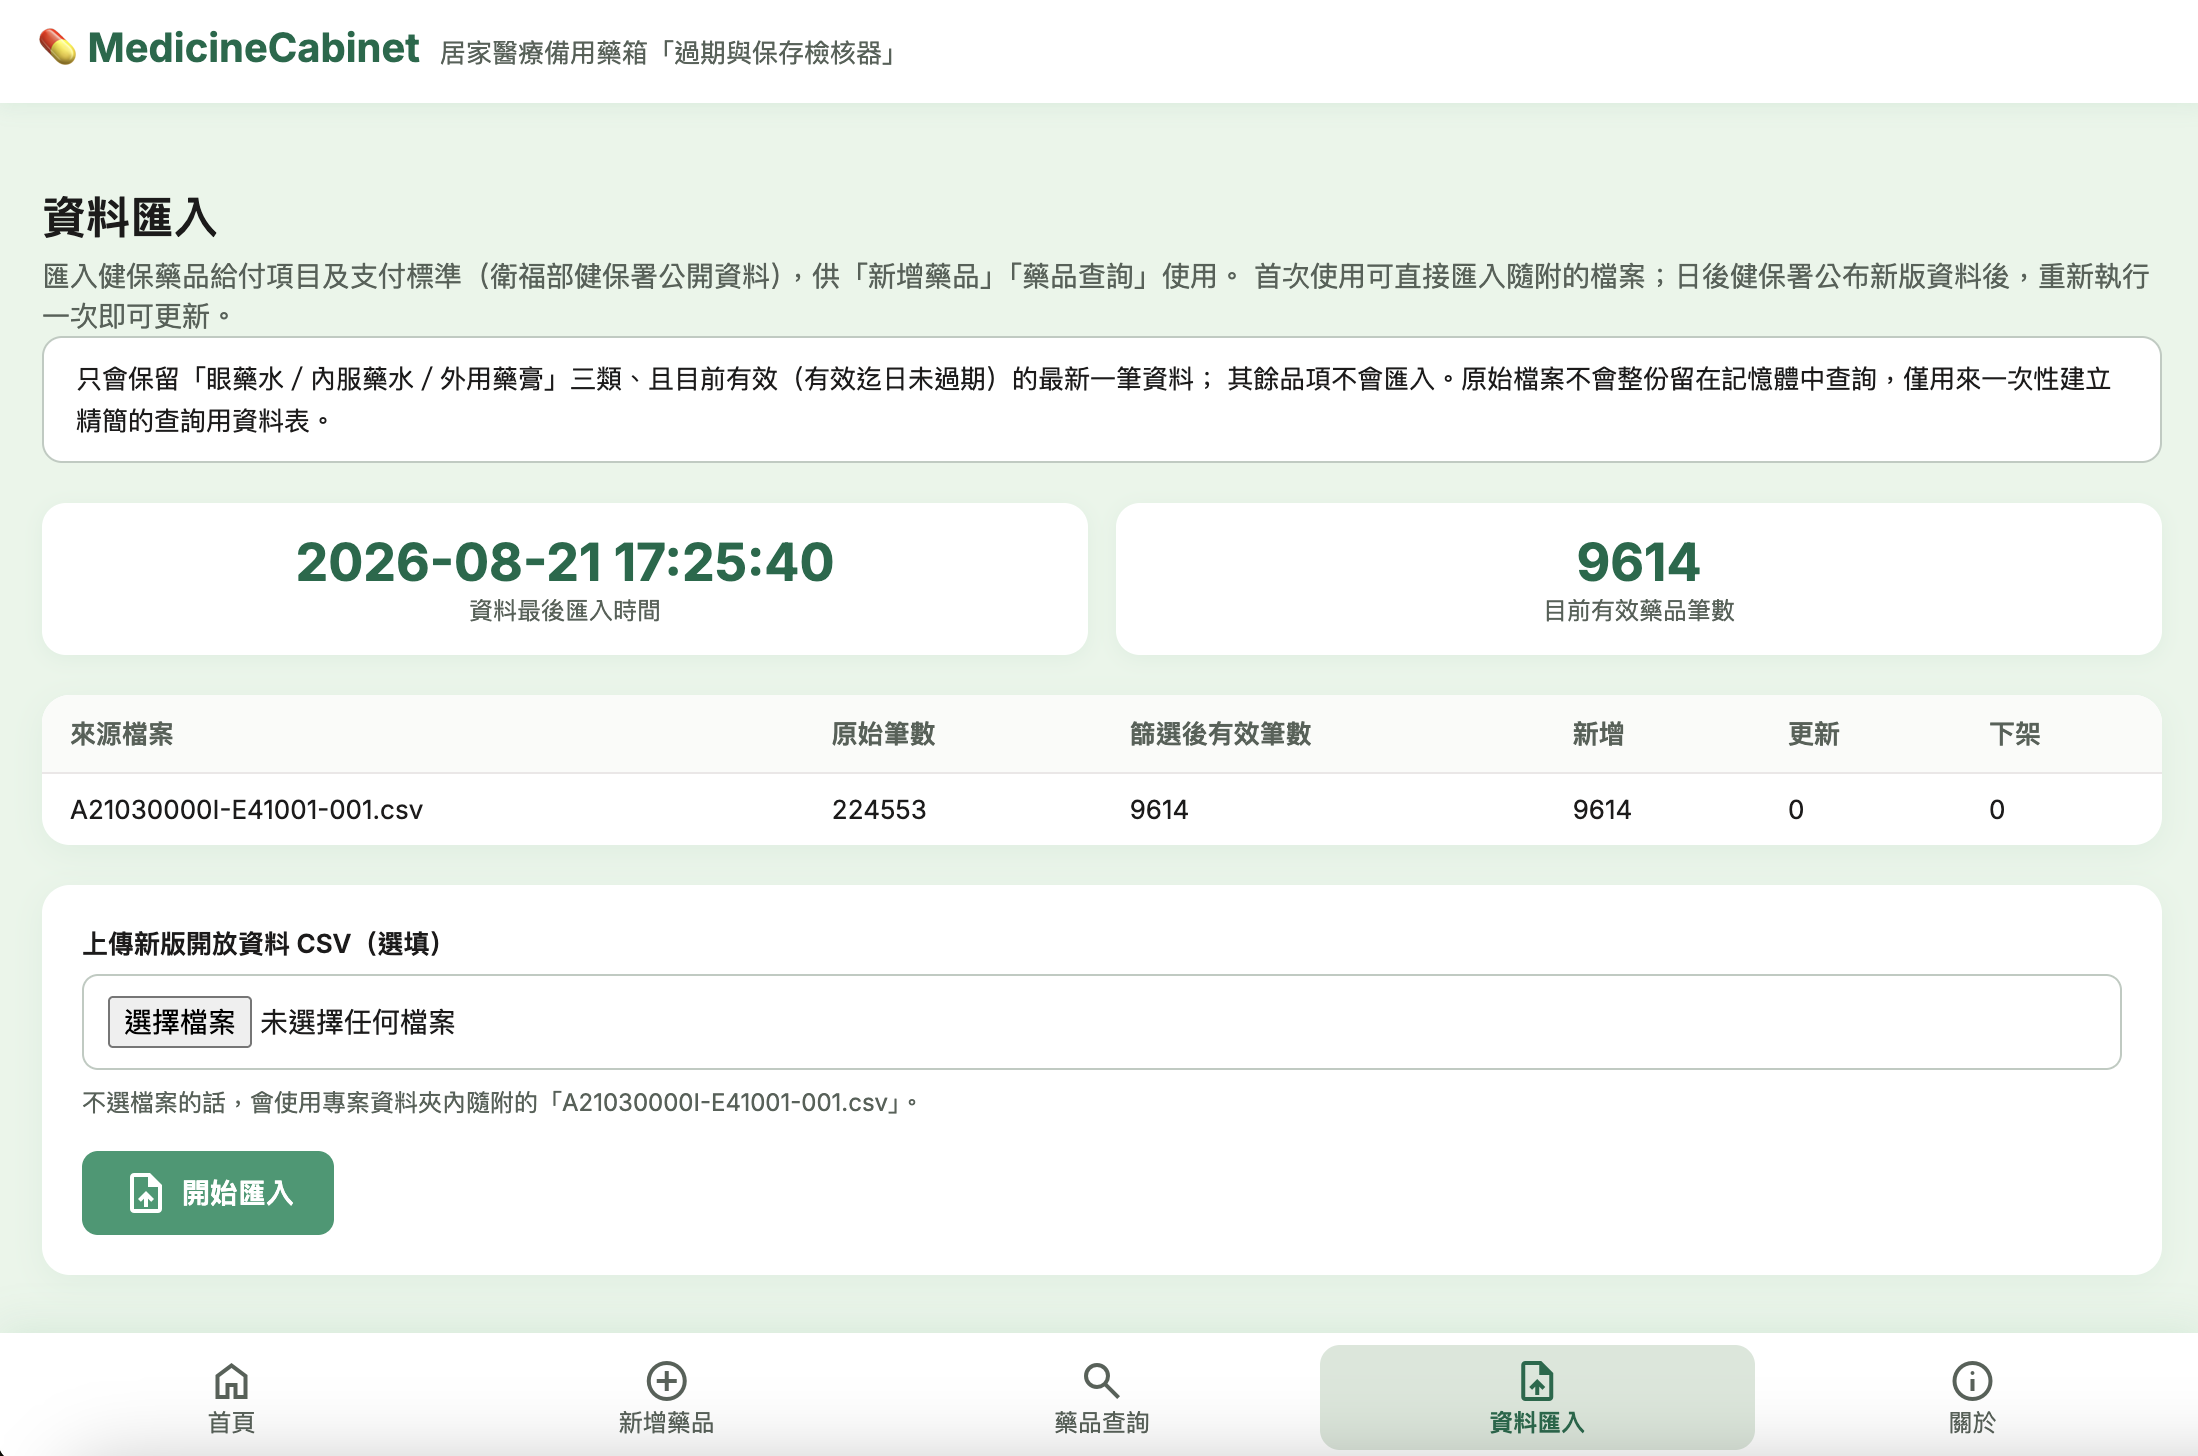 MedicineCabinet 居家醫療備用藥箱「過期與保存檢核器」
資料匯入
匯入健保藥品給付項目及支付標準（衛福部健保署公開資料），供「新增藥品」「藥品查詢」使用。 首次使用可直接匯入隨附的檔案；日後健保署公布新版資料後，重新執行
一次即可更新。
只會保留「眼藥水 / 內服藥水 / 外用藥膏」三類、且目前有效（有效迄日未過期）的最新一筆資料； 其餘品項不會匯入。原始檔案不會整份留在記憶體中查詢，僅用來一次性建立
精簡的查詢用資料表。
2026-08-21 17:25:40
資料最後匯入時間
9614
目前有效藥品筆數
來源檔案 原始筆數 篩選後有效筆數 新增 更新 下架
A21030000I-E41001-001.csv 224553 9614 9614 0 0
上傳新版開放資料 CSV（選填）
選擇檔案 未選擇任何檔案
不選檔案的話，會使用專案資料夾內隨附的「A21030000I-E41001-001.csv」。
開始匯入
首頁 新增藥品 藥品查詢 資料匯入 關於